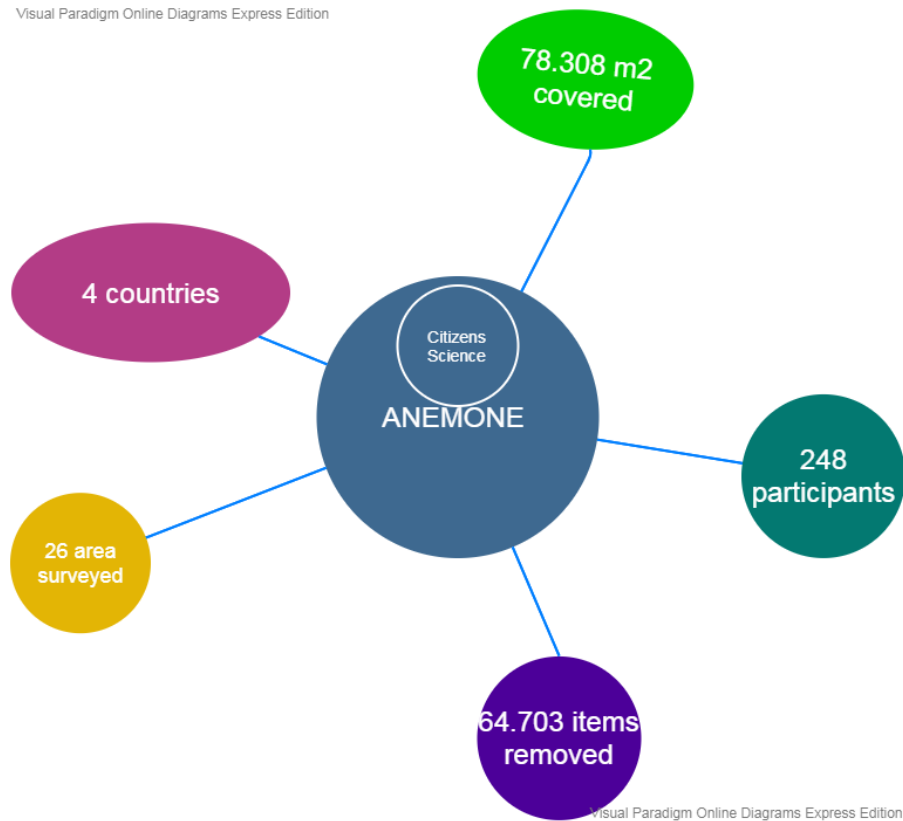 Visual Paradigm Online Diagrams Express Edition
78.308 m2
covered
4 countries
Citizens
Science
ANEMONE
248
participants
26 area
surveyed
64.703 items
removed
Visual Paradigm Online Diagrams Express Edition